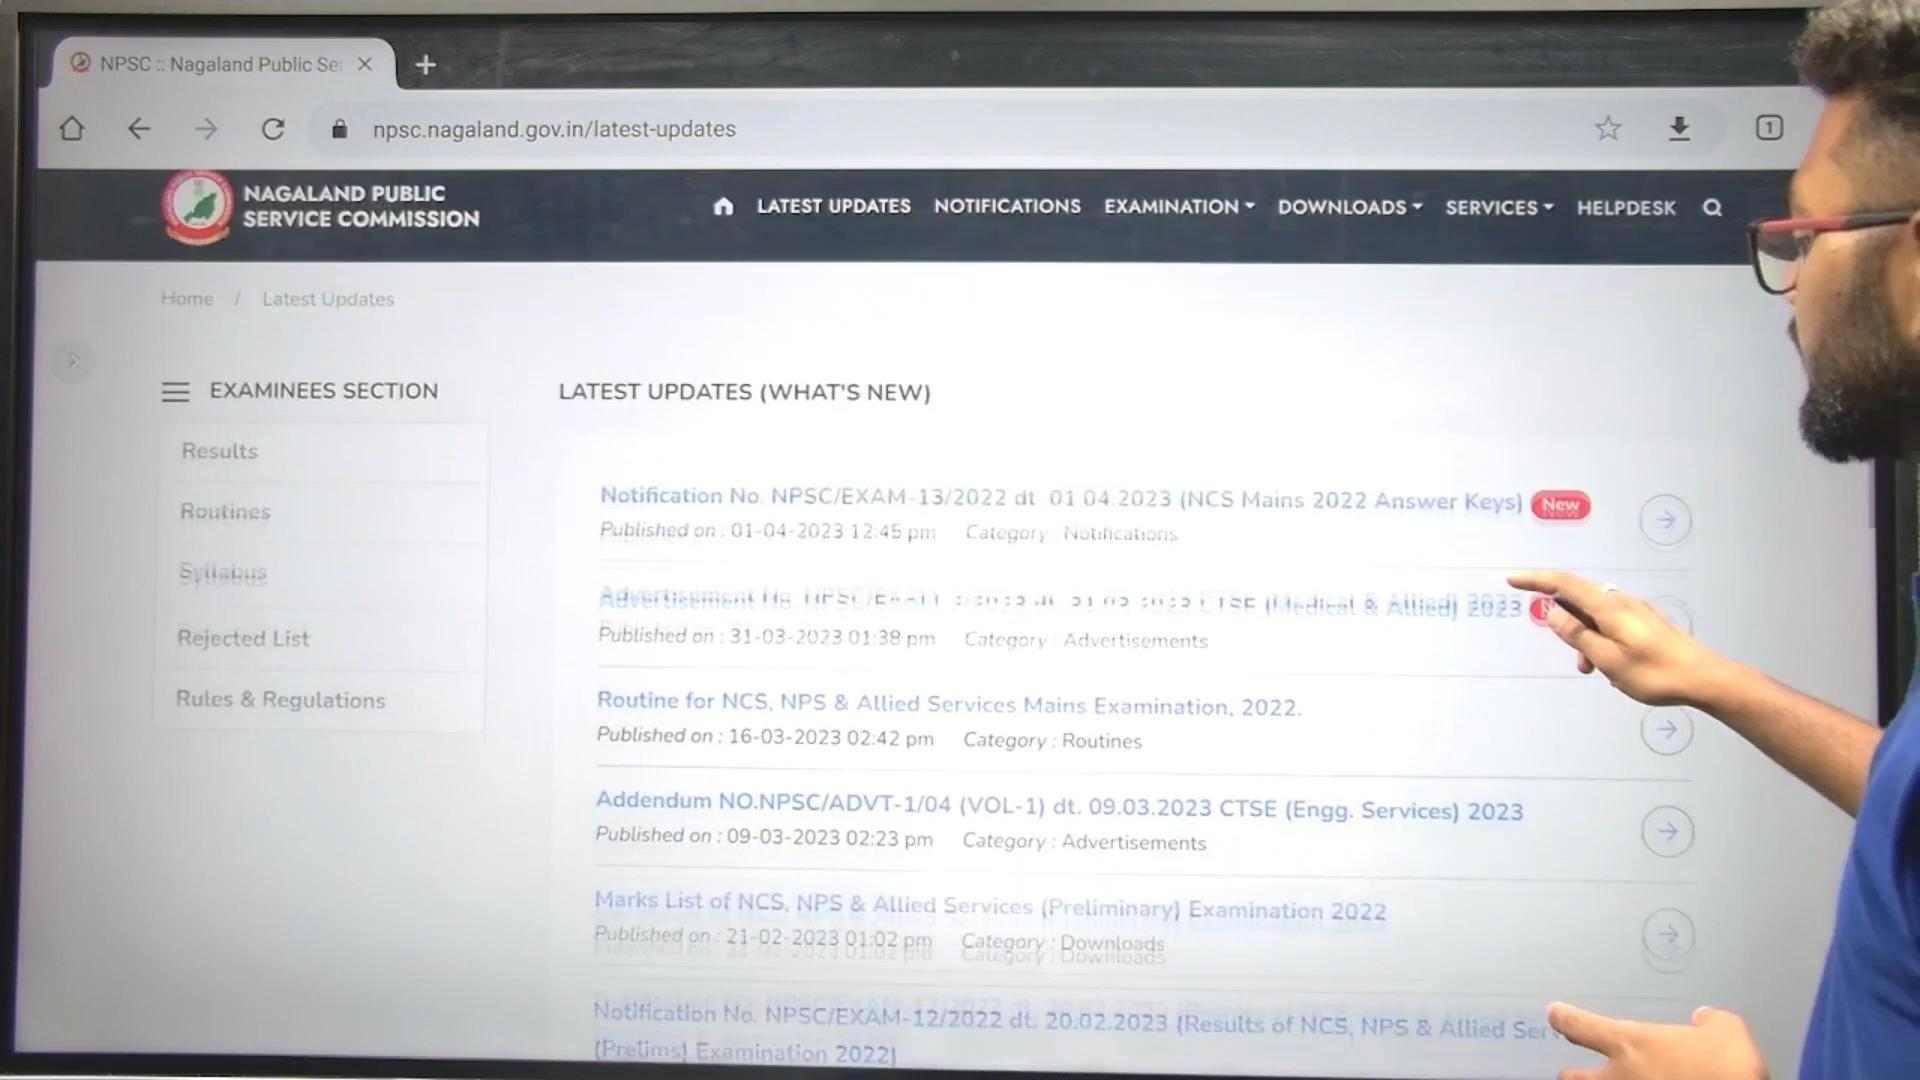 NPSC :: Nagaland Public Se
npsc.nagaland.gov.in/latest-updates
1
NAGALAND PUBLIC
SERVICE COMMISSION
LATEST UPDATES NOTIFICATIONS EXAMINATION DOWNLOADS SERVICES HELPDESK
Home / Latest Updates
EXAMINEES SECTION
Results
Routines
Syllabus
Rejected List
Rules & Regulations
LATEST UPDATES (WHAT'S NEW)
Notification No. NPSC/EXAM-13/2022 dt 01.04.2023 (NCS Mains 2022 Answer Keys) New
Published on : 01-04-2023 12:45 pm Category Notifications
Advertisement No. CTSE (Medical & Allied) 2023
Published on : 31-03-2023 01:38 pm Category : Advertisements
Routine for NCS, NPS & Allied Services Mains Examination, 2022.
Published on : 16-03-2023 02:42 pm Category : Routines
Addendum NO.NPSC/ADVT-1/04 (VOL-1) dt. 09.03.2023 CTSE (Engg. Services) 2023
Published on : 09-03-2023 02:23 pm Category : Advertisements
Marks List of NCS, NPS & Allied Services (Preliminary) Examination 2022
Published on : 21-02-2023 01:02 pm Category : Downloads
Notification No. NPSC/EXAM-12/2022 dt. 20.02.2023 (Results of NCS, NPS & Allied Ser
(Prelims) Examination 2022)